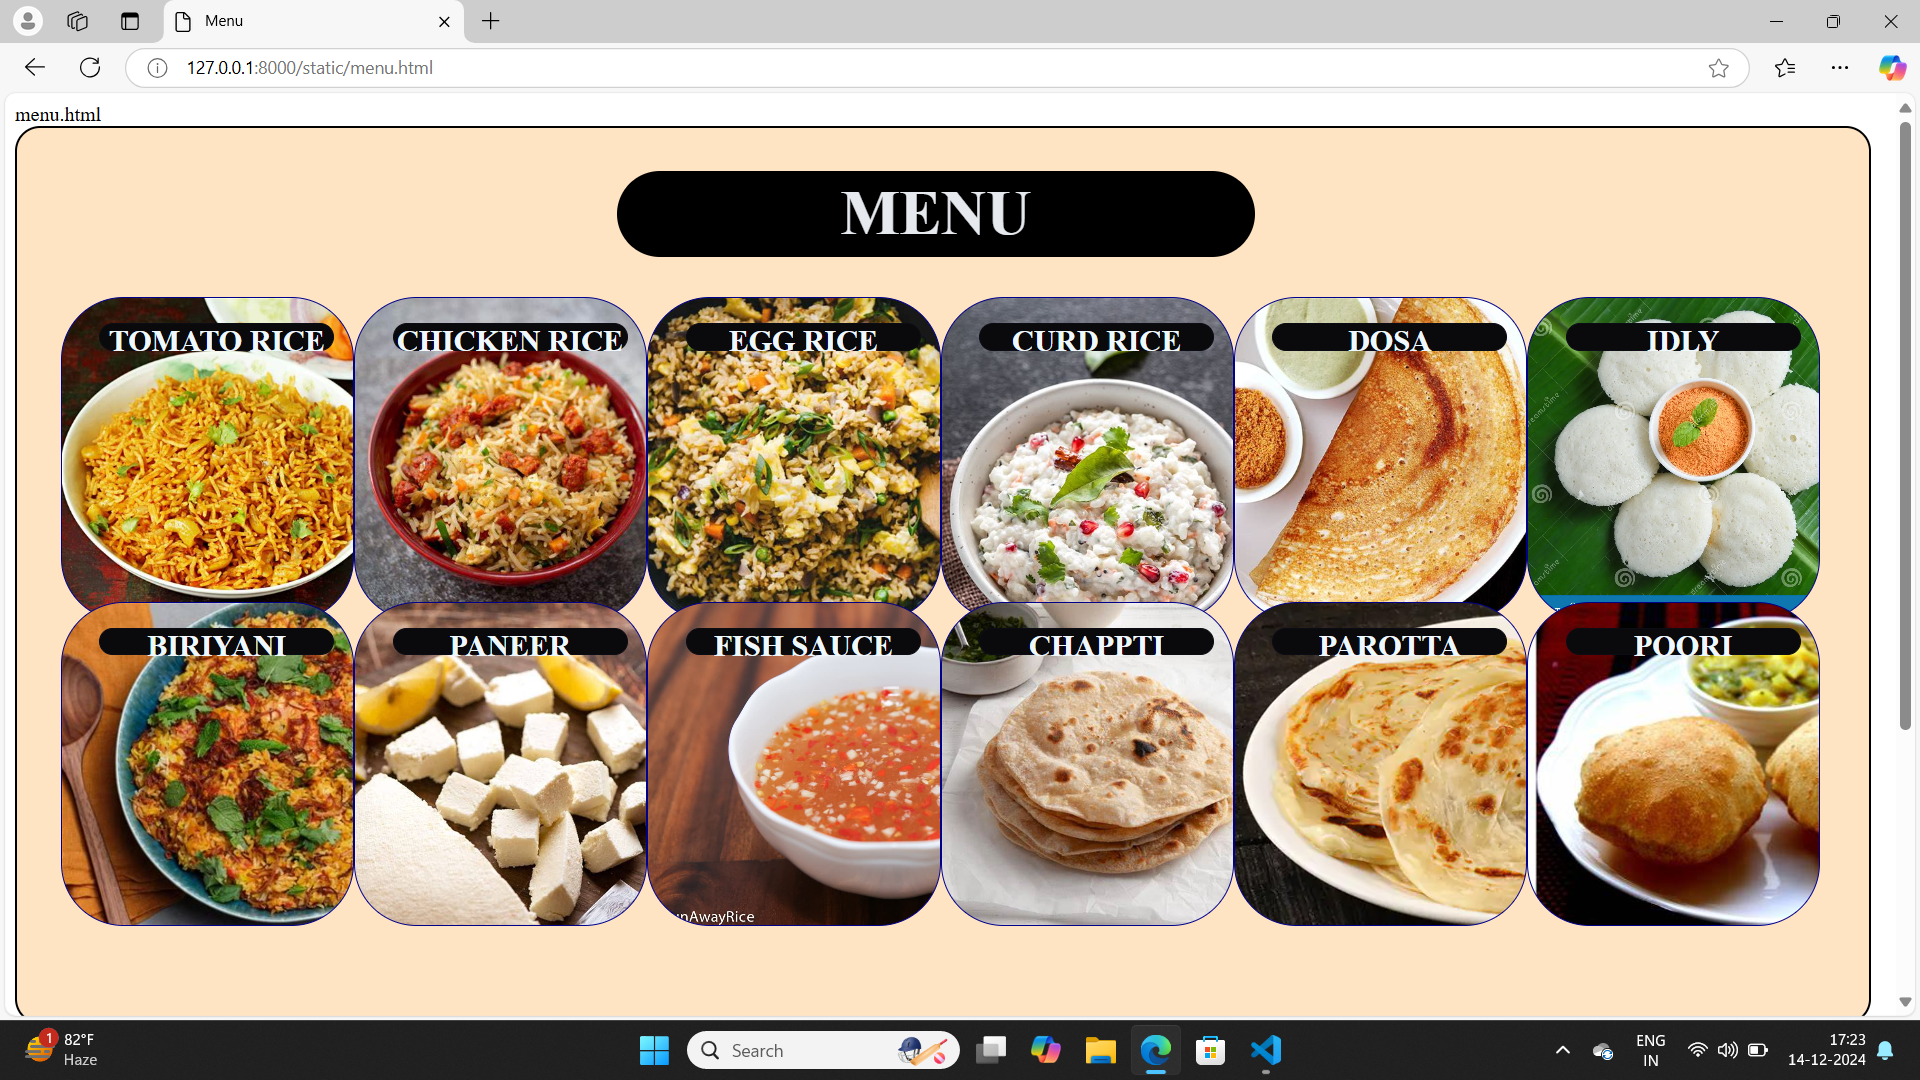 Menu
127.0.0.1:8000/static/menu.html
menu.html
MENU
TOMATO RICE
CHICKEN RICE
EGG RICE
CURD RICE
DOSA
IDLY
BIRIYANI
PANEER
FISH SAUCE
CHAPPTI
PAROTTA
POORI
unAwayRice
1
82°F
Haze
Search
ENG
IN
17:23
14-12-2024